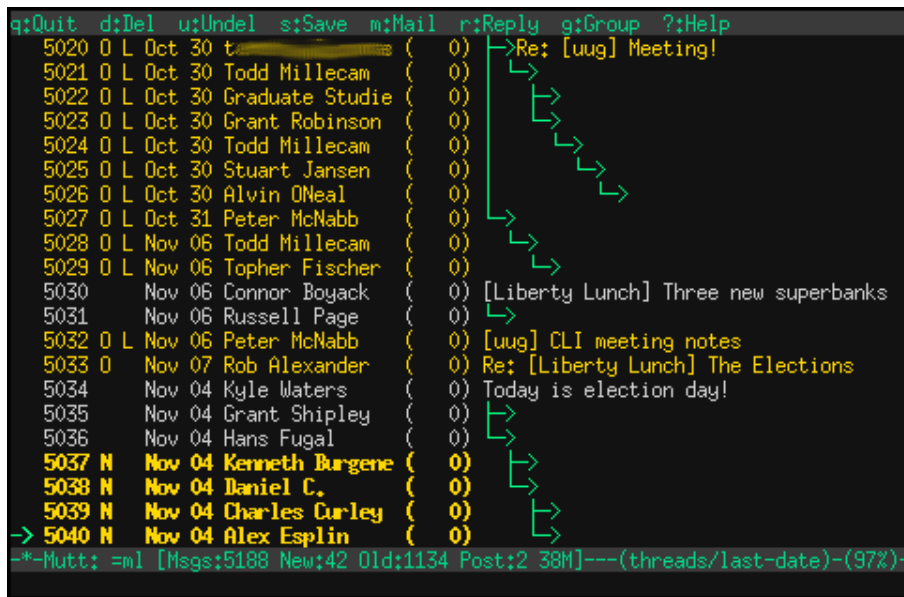 q:Quit  d:Del  u:Undel  s:Save  m:Mail  r:Reply  g:Group  ?:Help
5020 O L Oct 30 t ( 0) ├─>Re: [uug] Meeting!
5021 O L Oct 30 Todd Millecam ( 0) │ └─>
5022 O L Oct 30 Graduate Studie ( 0) │   ├─>
5023 O L Oct 30 Grant Robinson ( 0) │   └─>
5024 O L Oct 30 Todd Millecam ( 0) │     └─>
5025 O L Oct 30 Stuart Jansen ( 0) │       └─>
5026 O L Oct 30 Alvin ONeal ( 0) │         └─>
5027 O L Oct 31 Peter McNabb ( 0) └─>
5028 O L Nov 06 Todd Millecam ( 0)   └─>
5029 O L Nov 06 Topher Fischer ( 0)     └─>
5030 Nov 06 Connor Boyack ( 0) [Liberty Lunch] Three new superbanks
5031 Nov 06 Russell Page ( 0) └─>
5032 O L Nov 06 Peter McNabb ( 0) [uug] CLI meeting notes
5033 O Nov 07 Rob Alexander ( 0) Re: [Liberty Lunch] The Elections
5034 Nov 04 Kyle Waters ( 0) Today is election day!
5035 Nov 04 Grant Shipley ( 0) ├─>
5036 Nov 04 Hans Fugal ( 0) └─>
5037 N Nov 04 Kenneth Burgene ( 0)   ├─>
5038 N Nov 04 Daniel C. ( 0)   └─>
5039 N Nov 04 Charles Curley ( 0)     ├─>
-> 5040 N Nov 04 Alex Esplin ( 0)     └─>
-*-Mutt: =ml [Msgs:5188 New:42 Old:1134 Post:2 38M]---(threads/last-date)-(97%)-